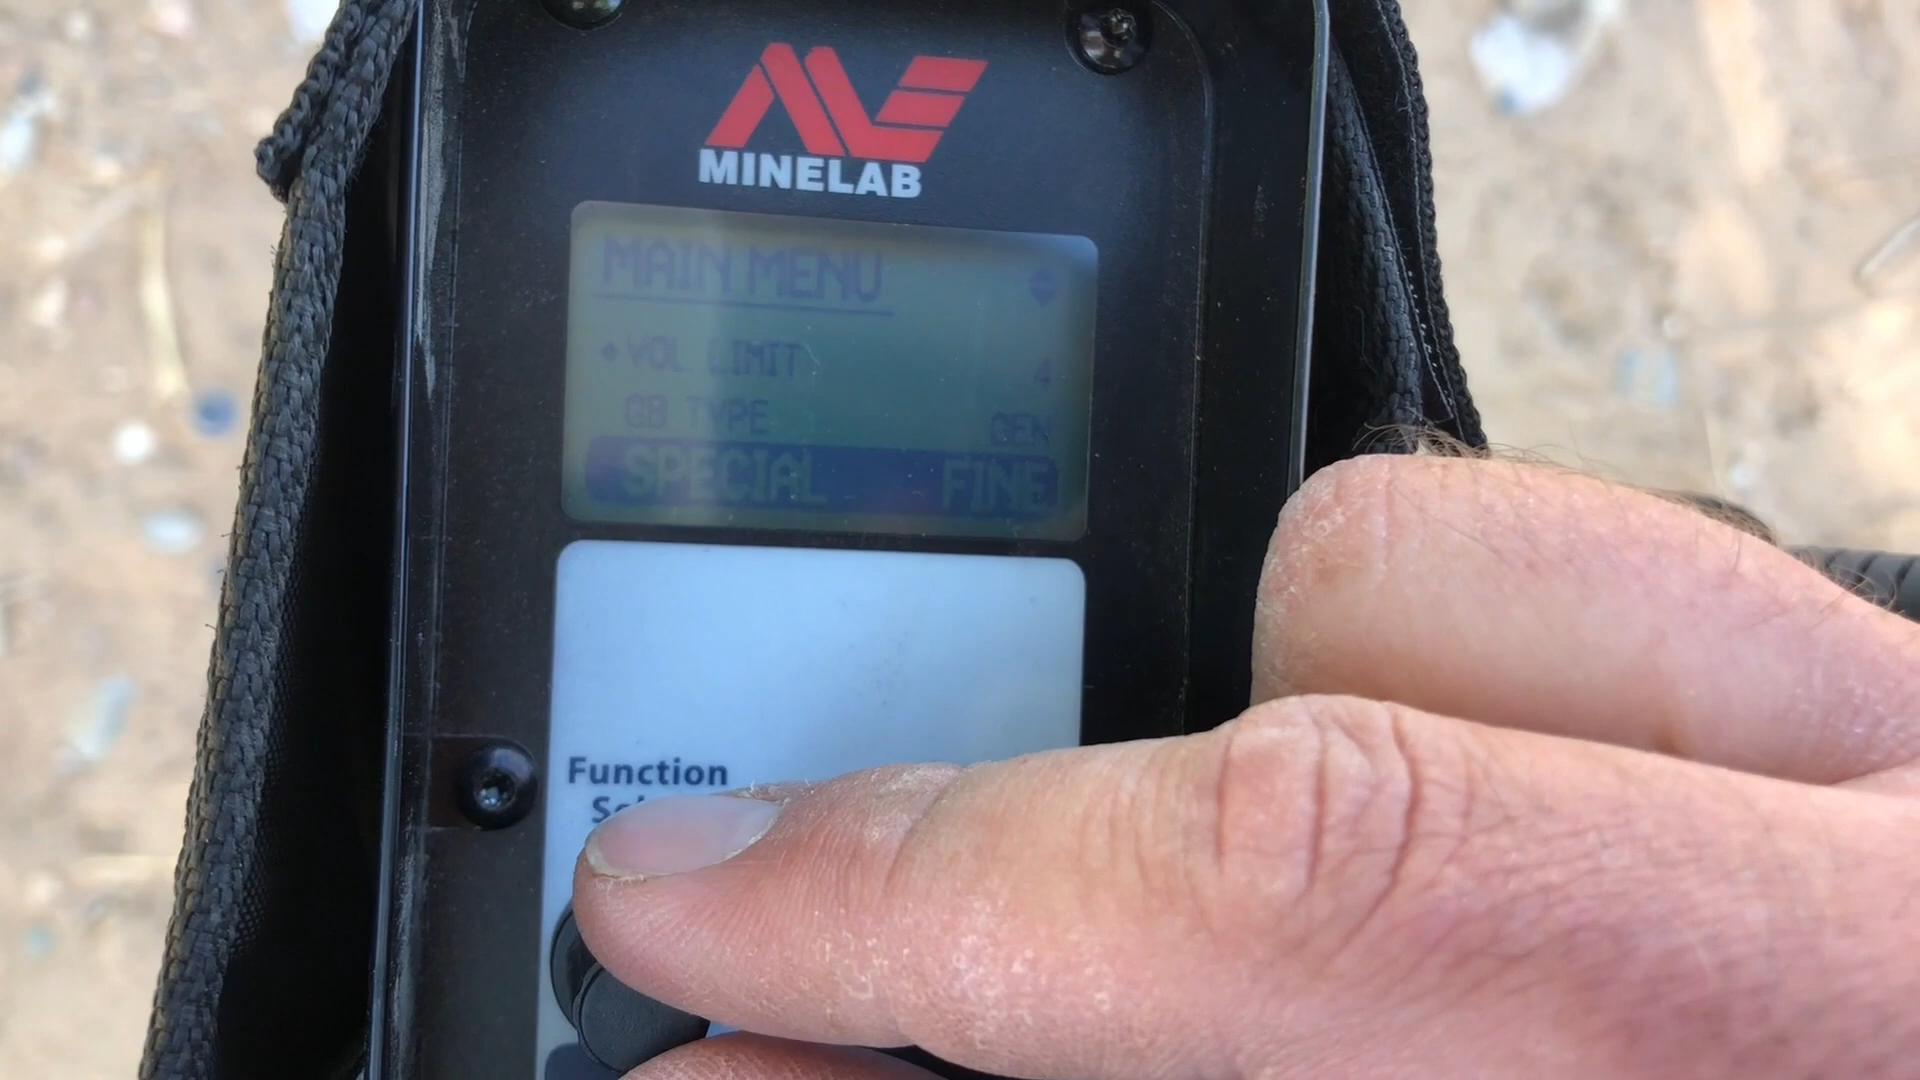 MINELAB
MAIN MENU
VOL LIMIT 4
GB TYPE GEN
SPECIAL FINE
Function